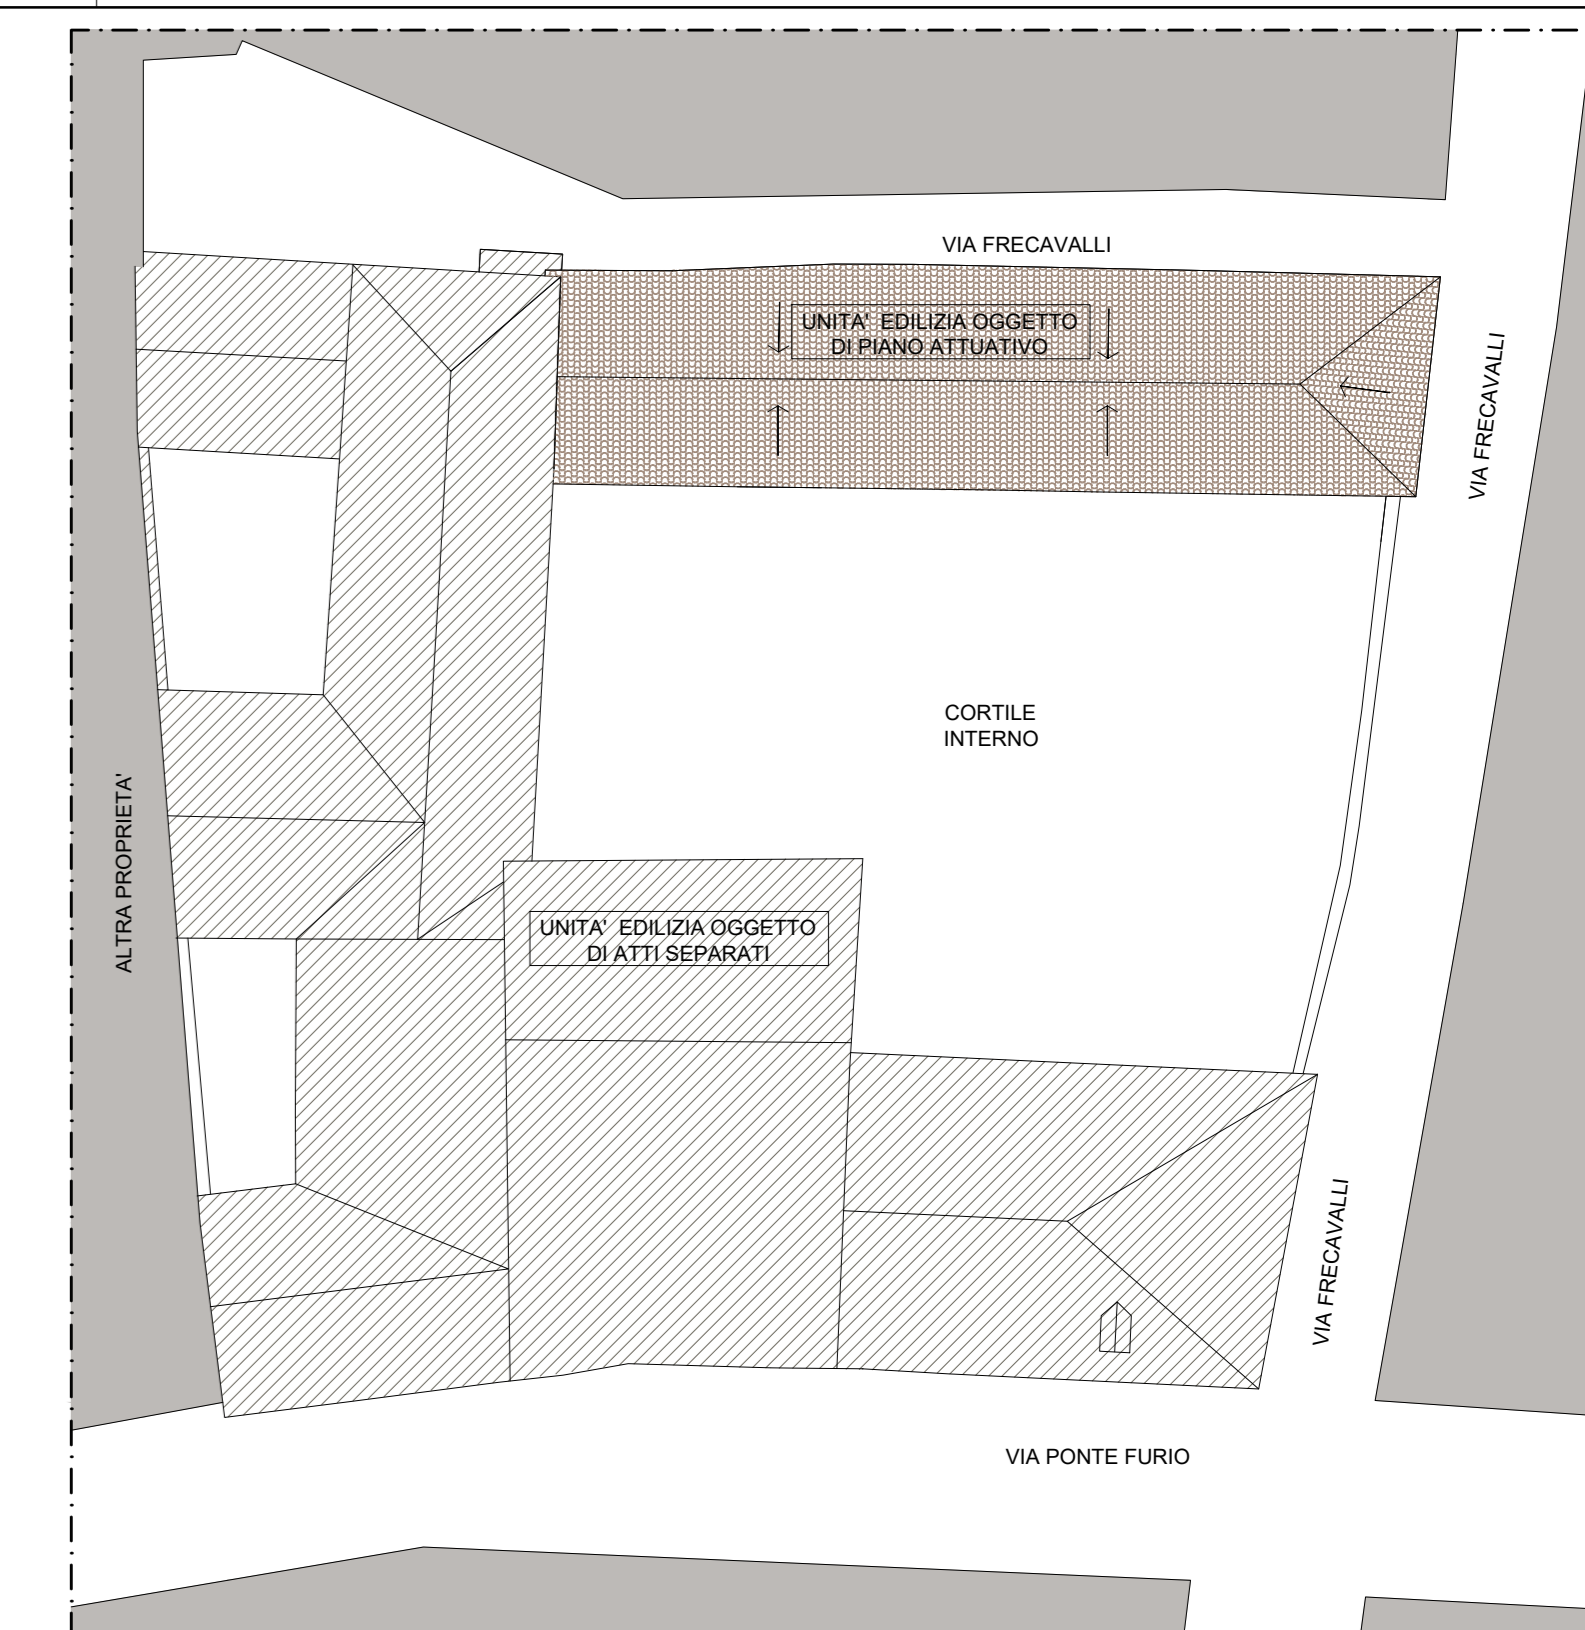 VIA FRECAVALLI
UNITA' EDILIZIA OGGETTO
DI PIANO ATTUATIVO
VIA FRECAVALLI
CORTILE
INTERNO
ALTRA PROPRIETA'
UNITA' EDILIZIA OGGETTO
DI ATTI SEPARATI
VIA FRECAVALLI
VIA PONTE FURIO